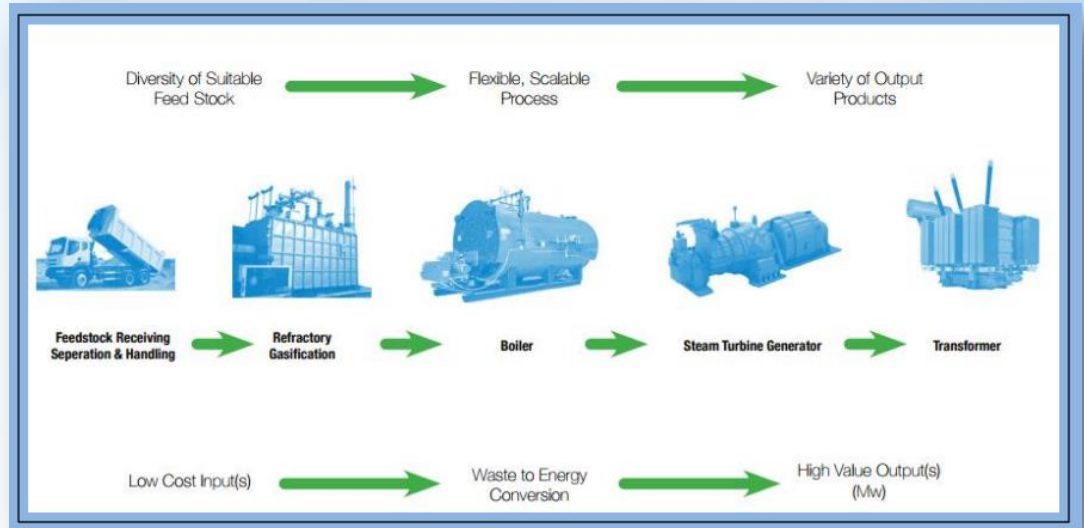 Diversity of Suitable
Feed Stock
Flexible, Scalable
Process
Variety of Output
Products
Feedstock Receiving
Seperation & Handling
Refractory
Gasification
Boiler
Steam Turbine Generator
Transformer
Low Cost Input(s)
Waste to Energy
Conversion
High Value Output(s)
(Mw)